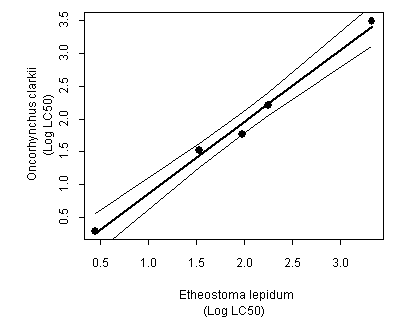 Oncorhynchus clarkii
(Log LC50)
3.5
3.0
2.5
2.0
1.5
1.0
0.5
0.5 1.0 1.5 2.0 2.5 3.0
Etheostoma lepidum
(Log LC50)